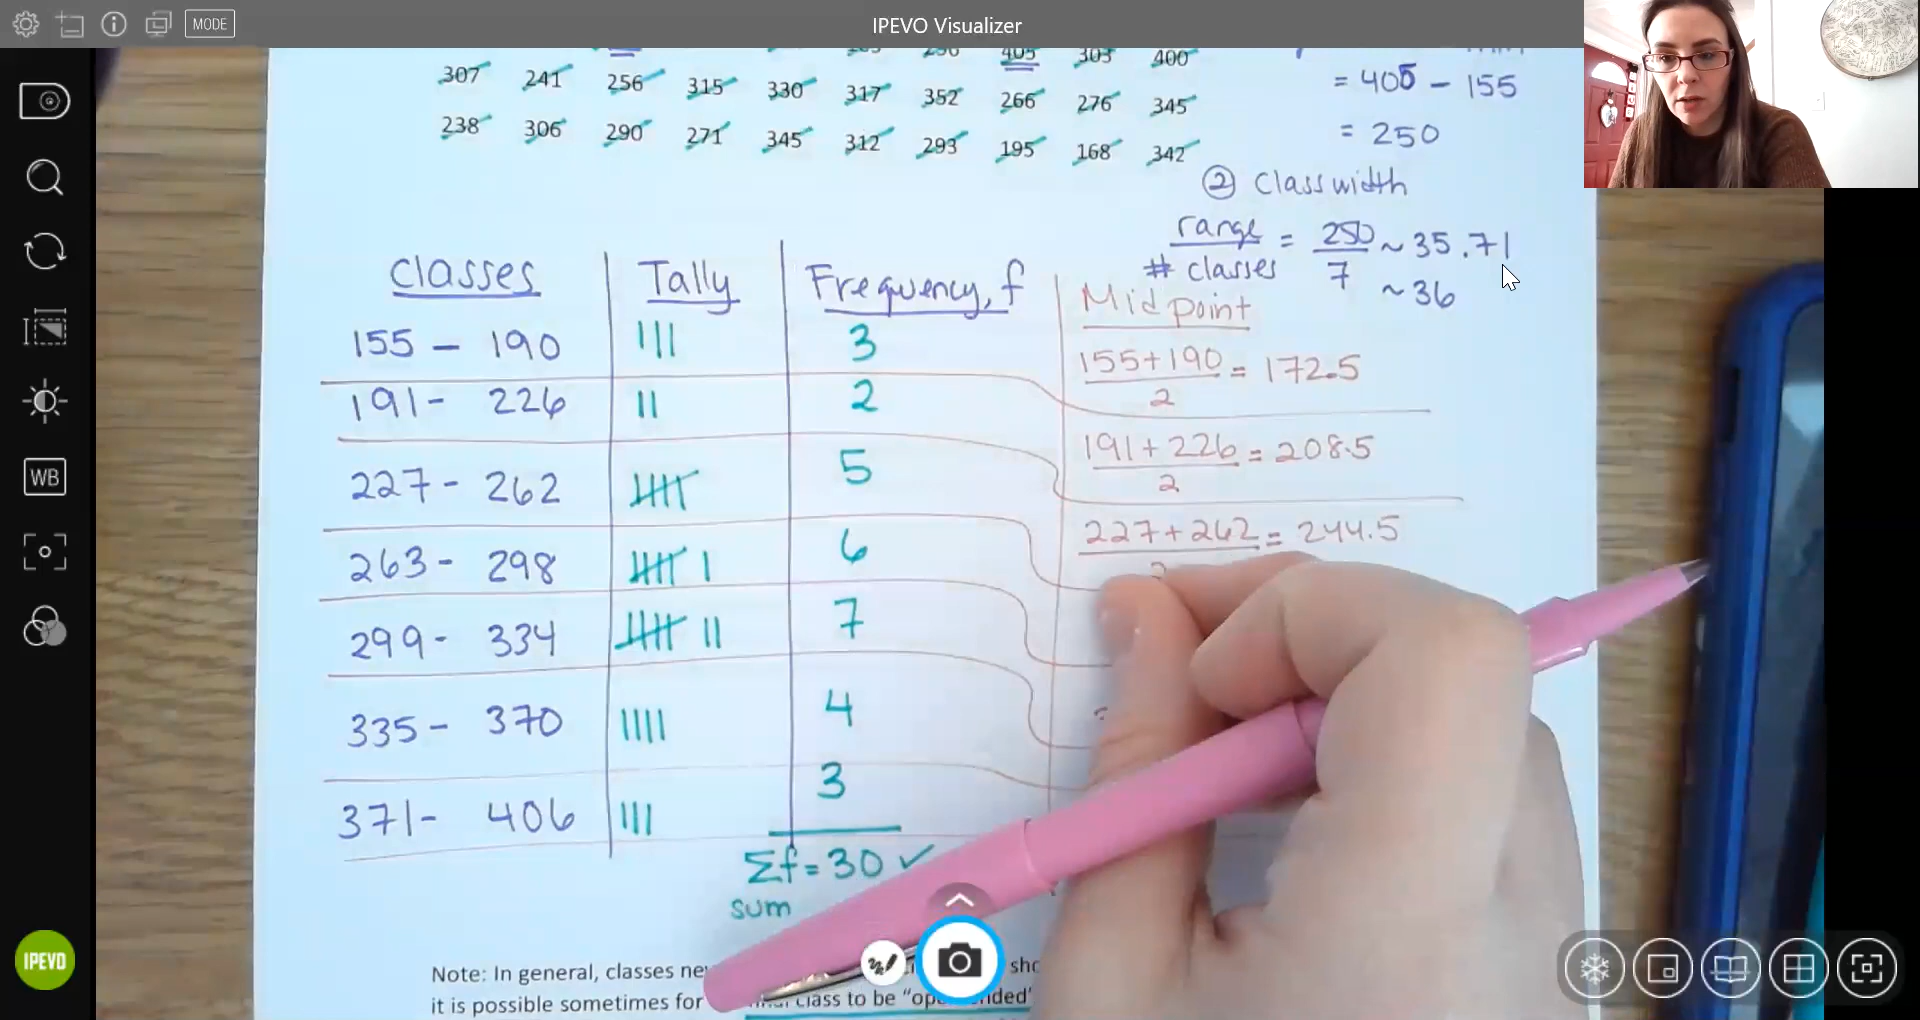 IPEVO Visualizer
MODE
405 303 400
307 241 256 315 330 317 352 266 276 345
238 306 290 271 345 312 293 195 168 342
= 405 - 155
= 250
② Class width
range / # classes = 250 / 7 ~ 35.71
~ 36
Classes Tally Frequency, f Midpoint
155 - 190 ||| 3 155+190 / 2 = 172.5
191 - 226 || 2 191+226 / 2 = 208.5
227 - 262 5 227+262 / 2 = 244.5
263 - 298 6
299 - 334 7
335 - 370 |||| 4
371 - 406 ||| 3
Σf = 30 ✓
sum
Note: In general, classes
it is possible sometimes for class to be
WB
IPEVO